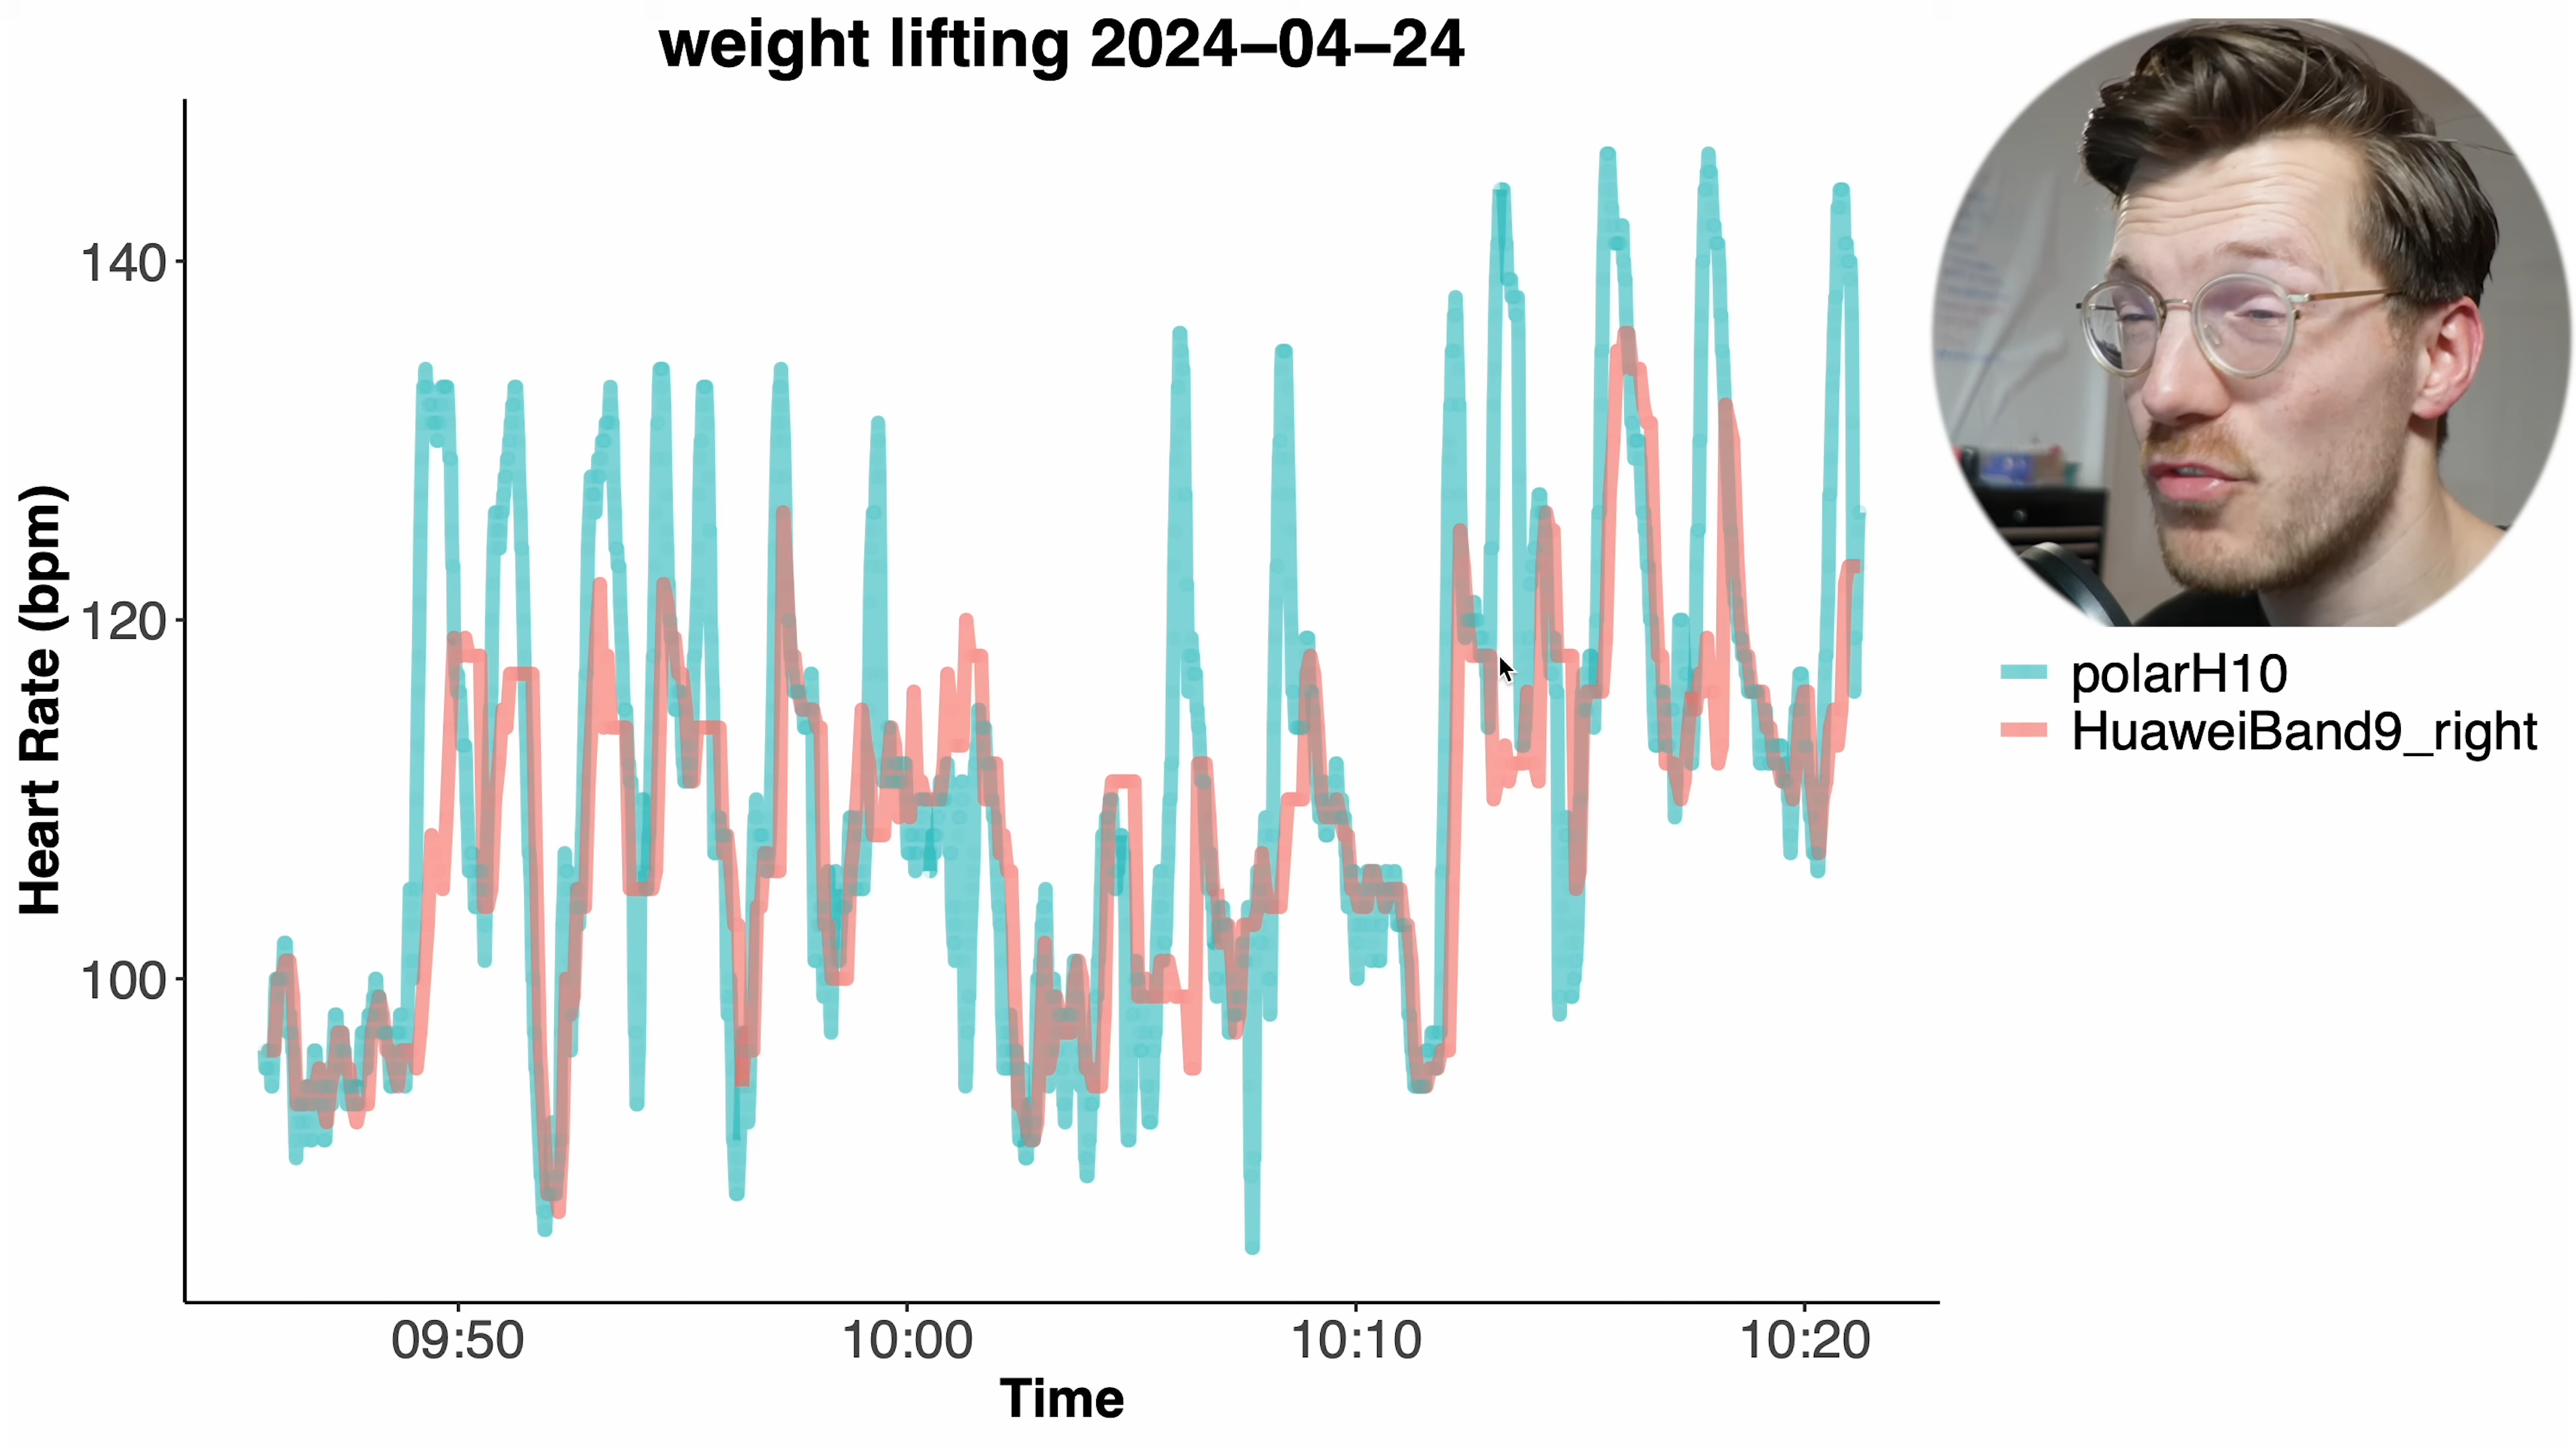 weight lifting 2024–04–24
Heart Rate (bpm)
140
120
100
09:50
10:00
10:10
10:20
Time
polarH10
HuaweiBand9_right